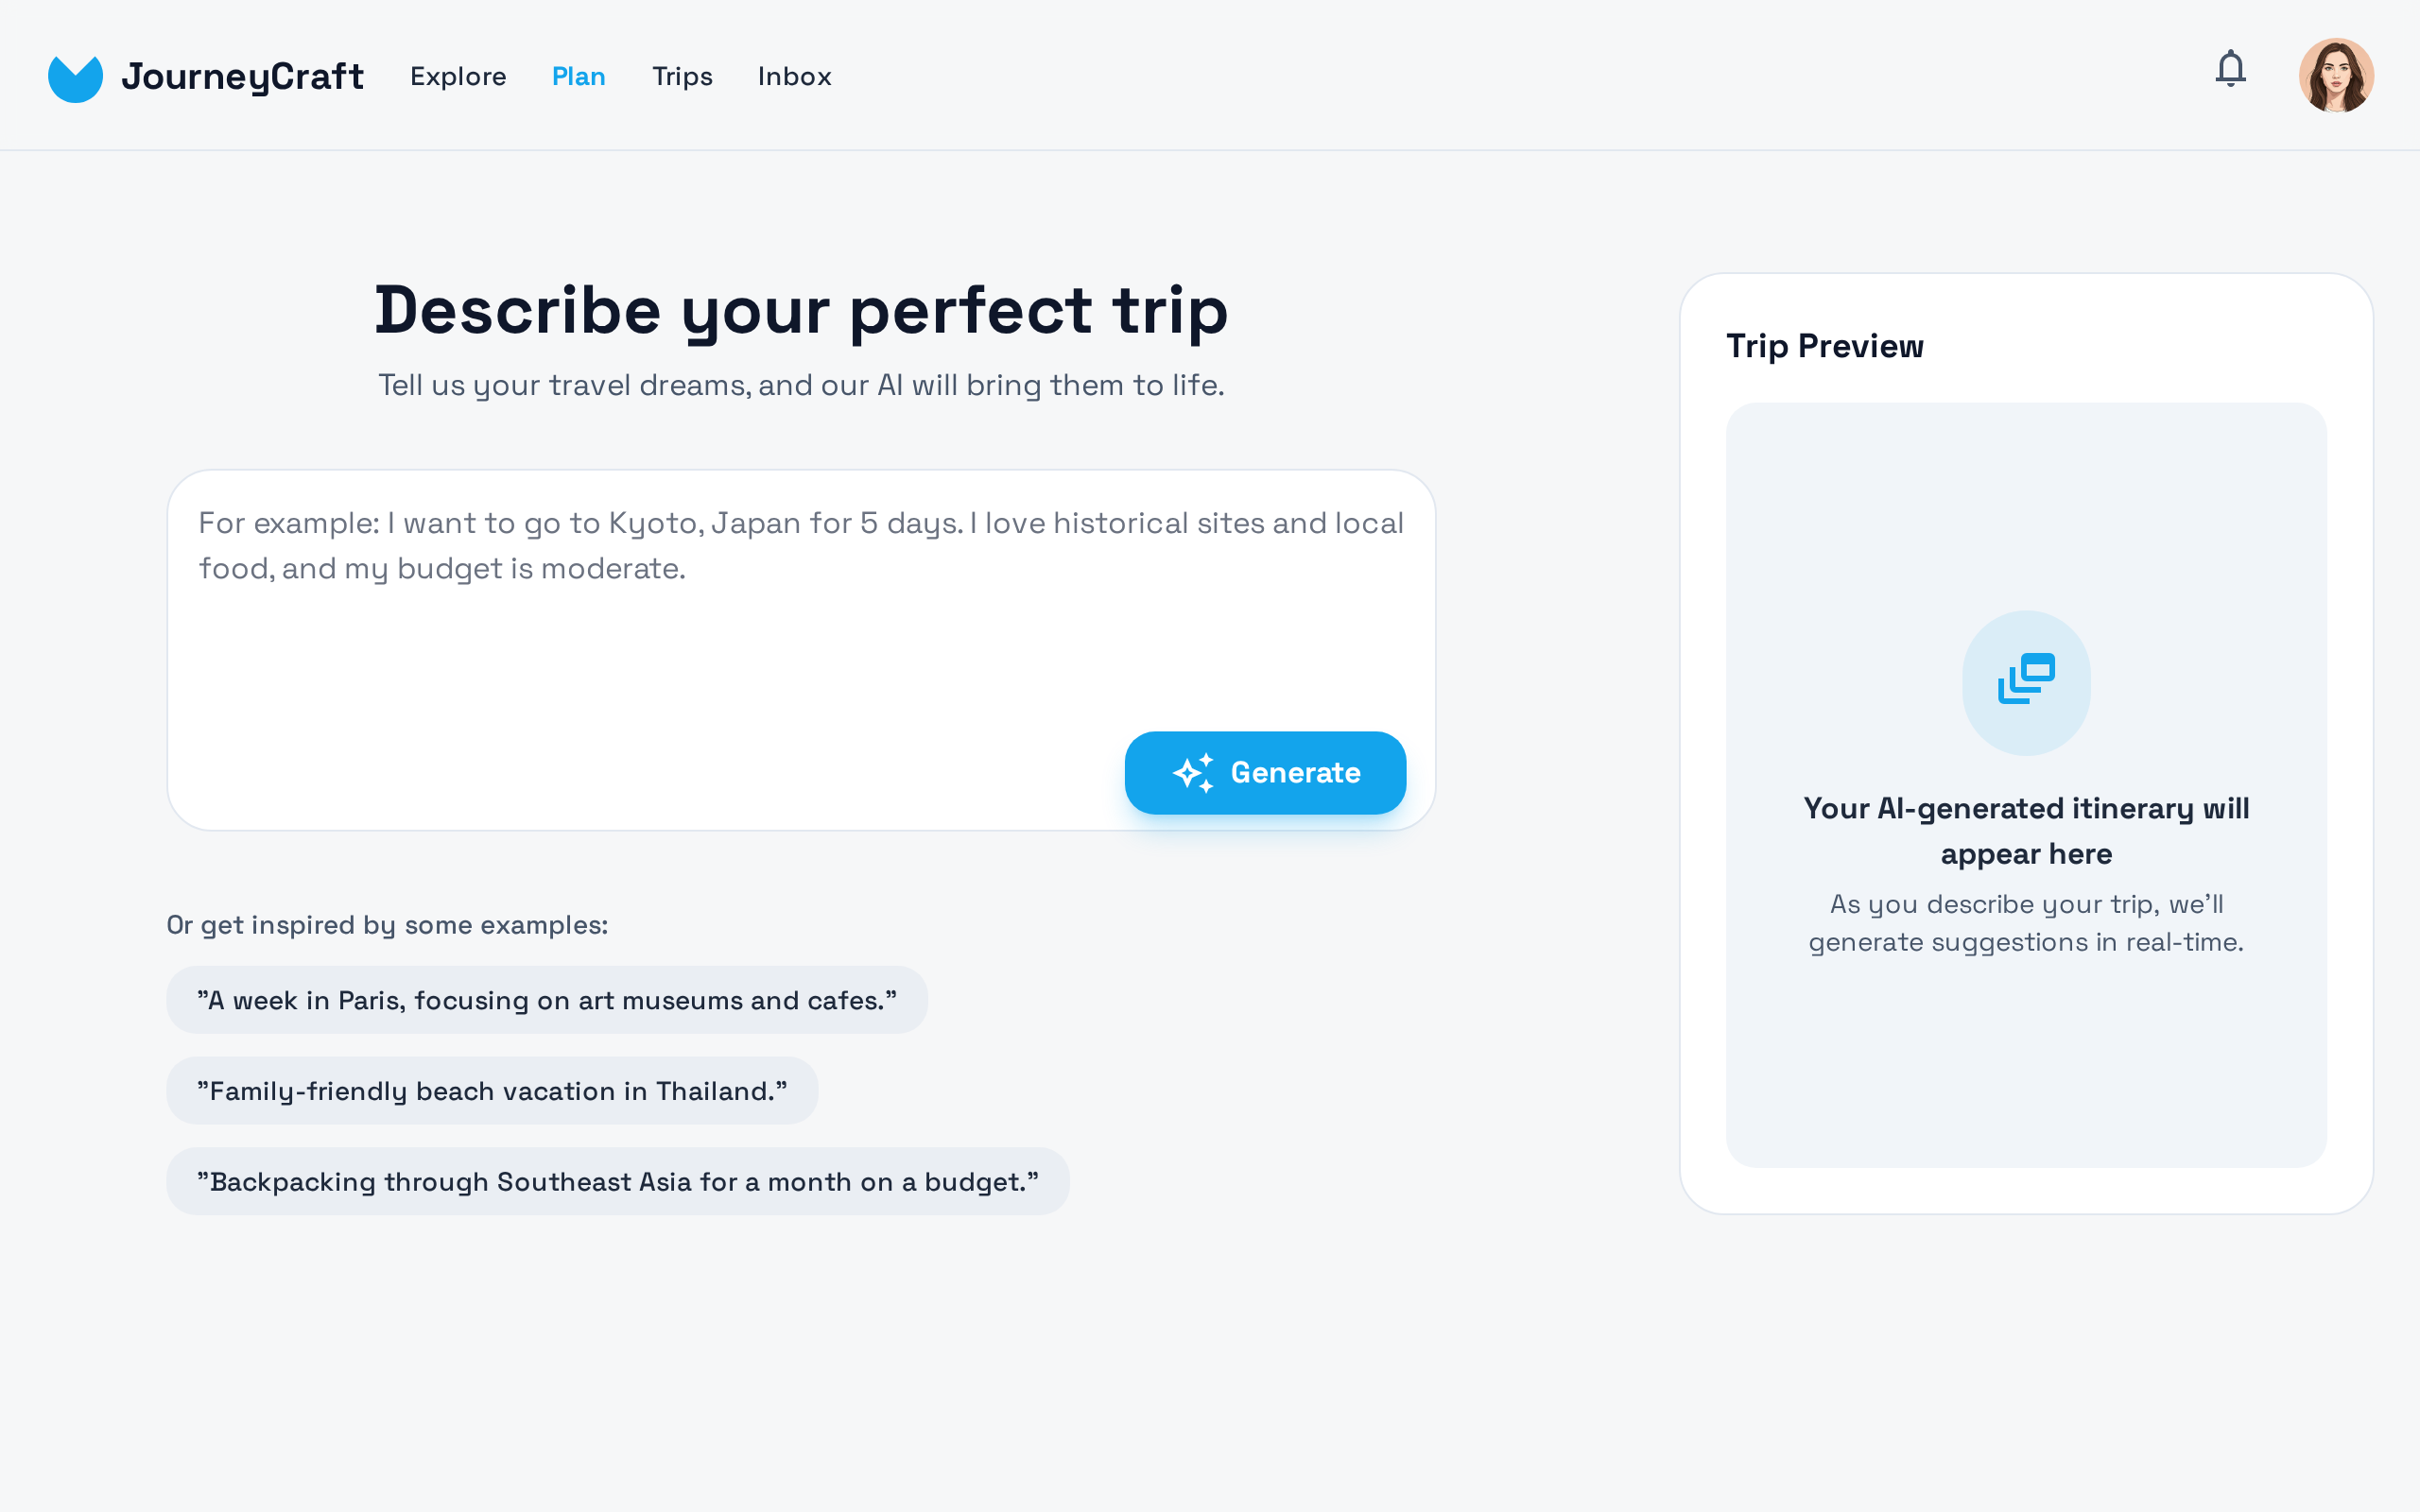 JourneyCraft
Explore
Plan
Trips
Inbox
Describe your perfect trip
Tell us your travel dreams, and our AI will bring them to life.
For example: I want to go to Kyoto, Japan for 5 days. I love historical sites and local
food, and my budget is moderate.
Generate
Or get inspired by some examples:
"A week in Paris, focusing on art museums and cafes."
"Family-friendly beach vacation in Thailand."
"Backpacking through Southeast Asia for a month on a budget."
Trip Preview
Your AI-generated itinerary will
appear here
As you describe your trip, we'll
generate suggestions in real-time.